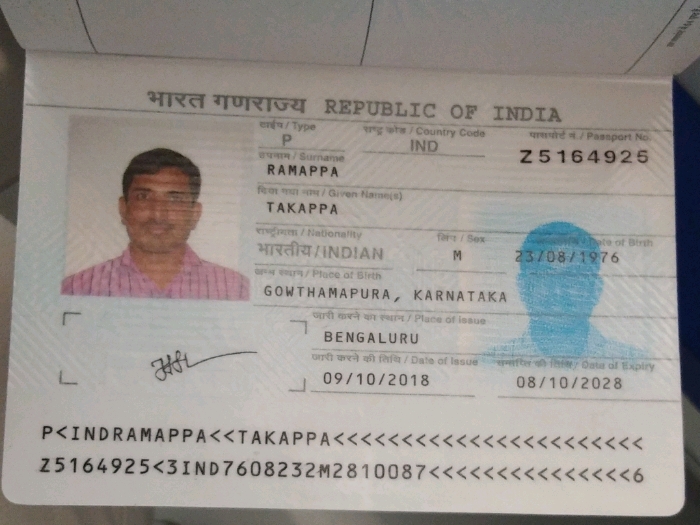 भारत गणराज्य REPUBLIC OF INDIA
टाईप / Type राष्ट्र कोड / Country Code पासपोर्ट नं. / Passport No.
P IND Z5164925
उपनाम / Surname
RAMAPPA
दिया गया नाम / Given Name(s)
TAKAPPA
राष्ट्रीयता / Nationality लिंग / Sex Date of Birth
भारतीय/INDIAN M 23/08/1976
जन्म स्थान / Place of Birth
GOWTHAMAPURA, KARNATAKA
जारी करने का स्थान / Place of Issue
BENGALURU
जारी करने की तिथि / Date of Issue समाप्ति की तिथि / Date of Expiry
09/10/2018 08/10/2028
P<INDRAMAPPA<<TAKAPPA<<<<<<<<<<<<<<<<<<<<<<<
Z5164925<3IND7608232M2810087<<<<<<<<<<<<<<<6